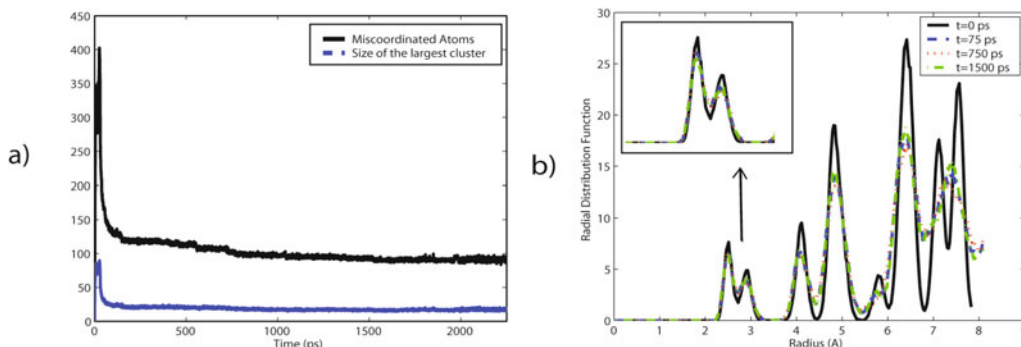 a)
450
400
350
300
250
200
150
100
50
0
0
500
1000
1500
2000
Time (ps)
Miscoordinated Atoms
Size of the largest cluster
b)
Radial Distribution Function
30
25
20
15
10
5
0
0
1
2
3
4
5
6
7
8
Radius (A)
t=0 ps
t=75 ps
t=750 ps
t=1500 ps